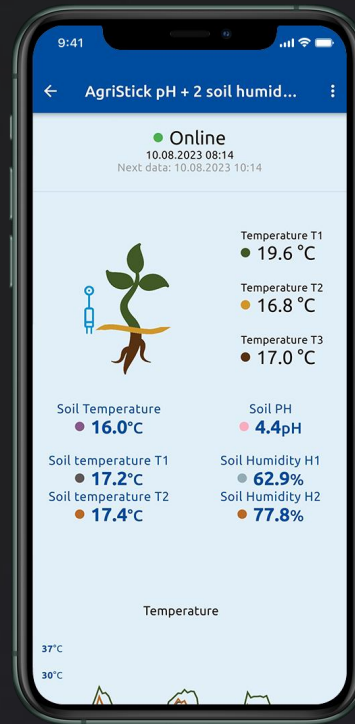 9:41
AgriStick pH + 2 soil humid...
Online
10.08.2023 08:14
Next data: 10.08.2023 10:14
Temperature T1
19.6 °C
Temperature T2
16.8 °C
Temperature T3
17.0 °C
Soil Temperature
16.0°C
Soil PH
4.4pH
Soil temperature T1
17.2°C
Soil Humidity H1
62.9%
Soil temperature T2
17.4°C
Soil Humidity H2
77.8%
Temperature
37°C
30°C